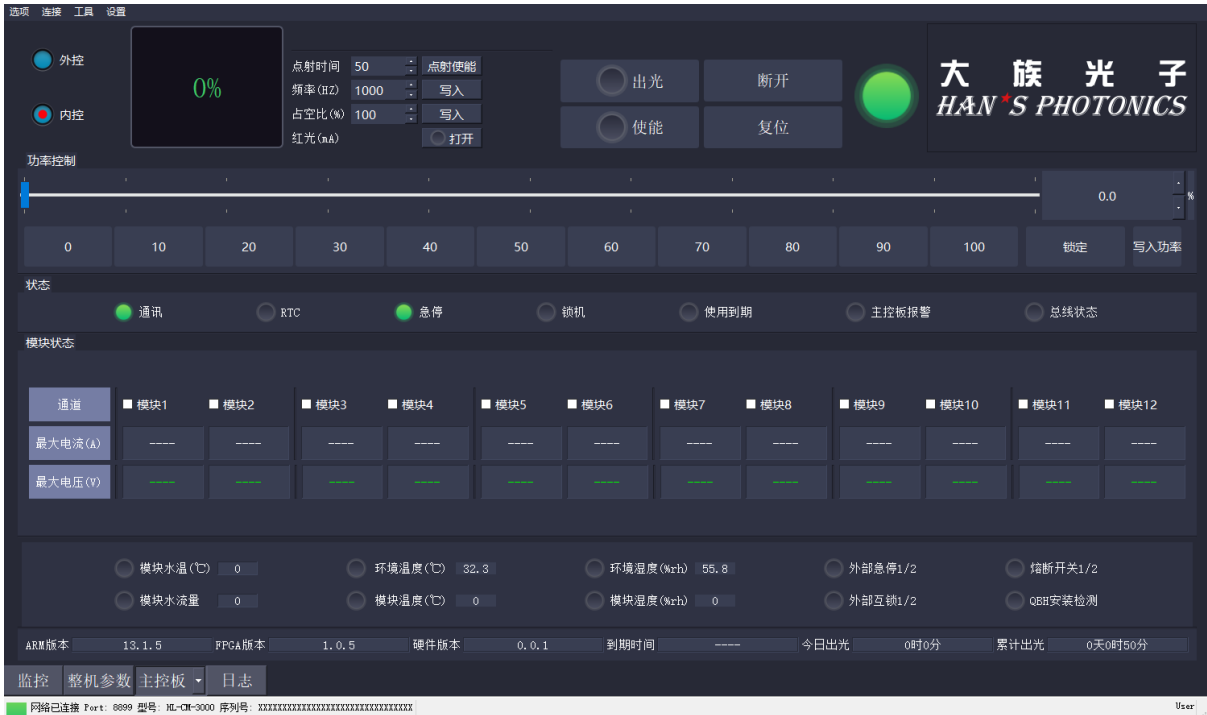 选项 连接 工具 设置
外控
内控
0%
点射时间 50 点射使能
频率(HZ) 1000 写入
占空比(%) 100 写入
红光(mA) 打开
出光 断开
使能 复位
大族光子
HAN*S PHOTONICS
功率控制
0.0 %
0 10 20 30 40 50 60 70 80 90 100 锁定 写入功率
状态
通讯 RTC 急停 锁机 使用到期 主控板报警 总线状态
模块状态
通道 模块1 模块2 模块3 模块4 模块5 模块6 模块7 模块8 模块9 模块10 模块11 模块12
最大电流(A) ---- ---- ---- ---- ---- ---- ---- ---- ---- ---- ---- ----
最大电压(V) ---- ---- ---- ---- ---- ---- ---- ---- ---- ---- ---- ----
模块水温(℃) 0 环境温度(℃) 32.3 环境湿度(%rh) 55.8 外部急停1/2 熔断开关1/2
模块水流量 0 模块温度(℃) 0 模块湿度(%rh) 0 外部互锁1/2 QBH安装检测
ARM版本 13.1.5 FPGA版本 1.0.5 硬件版本 0.0.1 到期时间 ---- 今日出光 0时0分 累计出光 0天0时50分
监控 整机参数 主控板 日志
网络已连接 Port: 8899 型号: HL-CM-3000 序列号: XXXXXXXXXXXXXXXXXXXXXXXXXXXXXXXX User